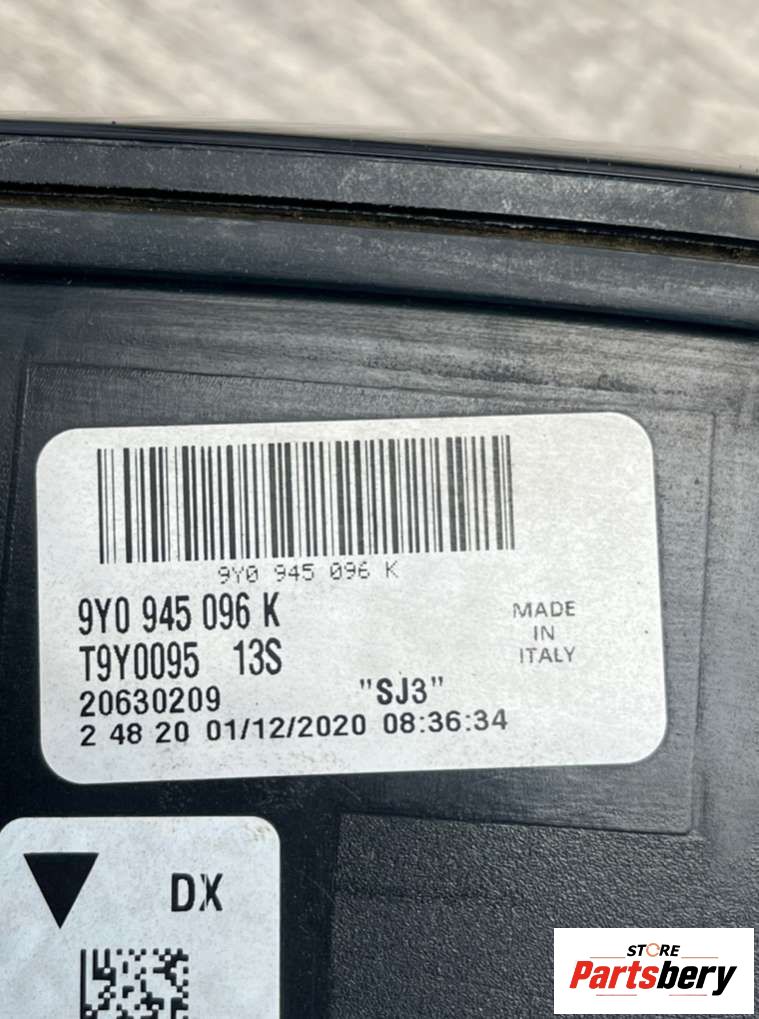 9Y0 945 096 K
9Y0 945 096 K
T9Y0095 13S
20630209 "SJ3"
2 48 20 01/12/2020 08:36:34
MADE
IN
ITALY
DX
STORE
Partsbery